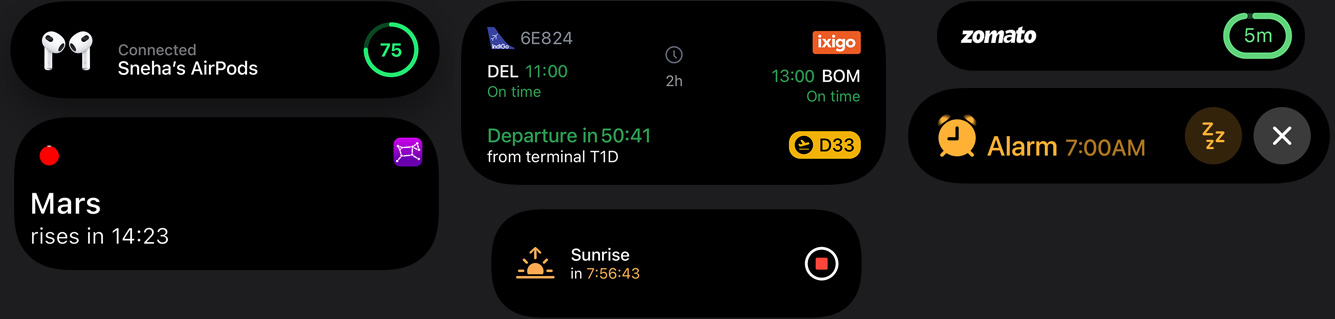 Connected
Sneha's AirPods
75
Mars
rises in 14:23
IndiGo
6E824
ixigo
DEL 11:00
2h
13:00 BOM
On time
On time
Departure in 50:41
from terminal T1D
D33
Sunrise
in 7:56:43
zomato
5m
Alarm 7:00AM
Z
Z
Z